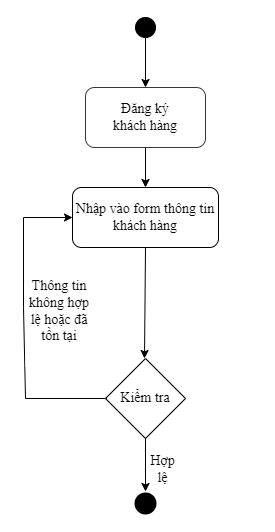 Đăng ký
khách hàng
Nhập vào form thông tin
khách hàng
Thông tin
không hợp
lệ hoặc đã
tồn tại
Kiểm tra
Hợp
lệ